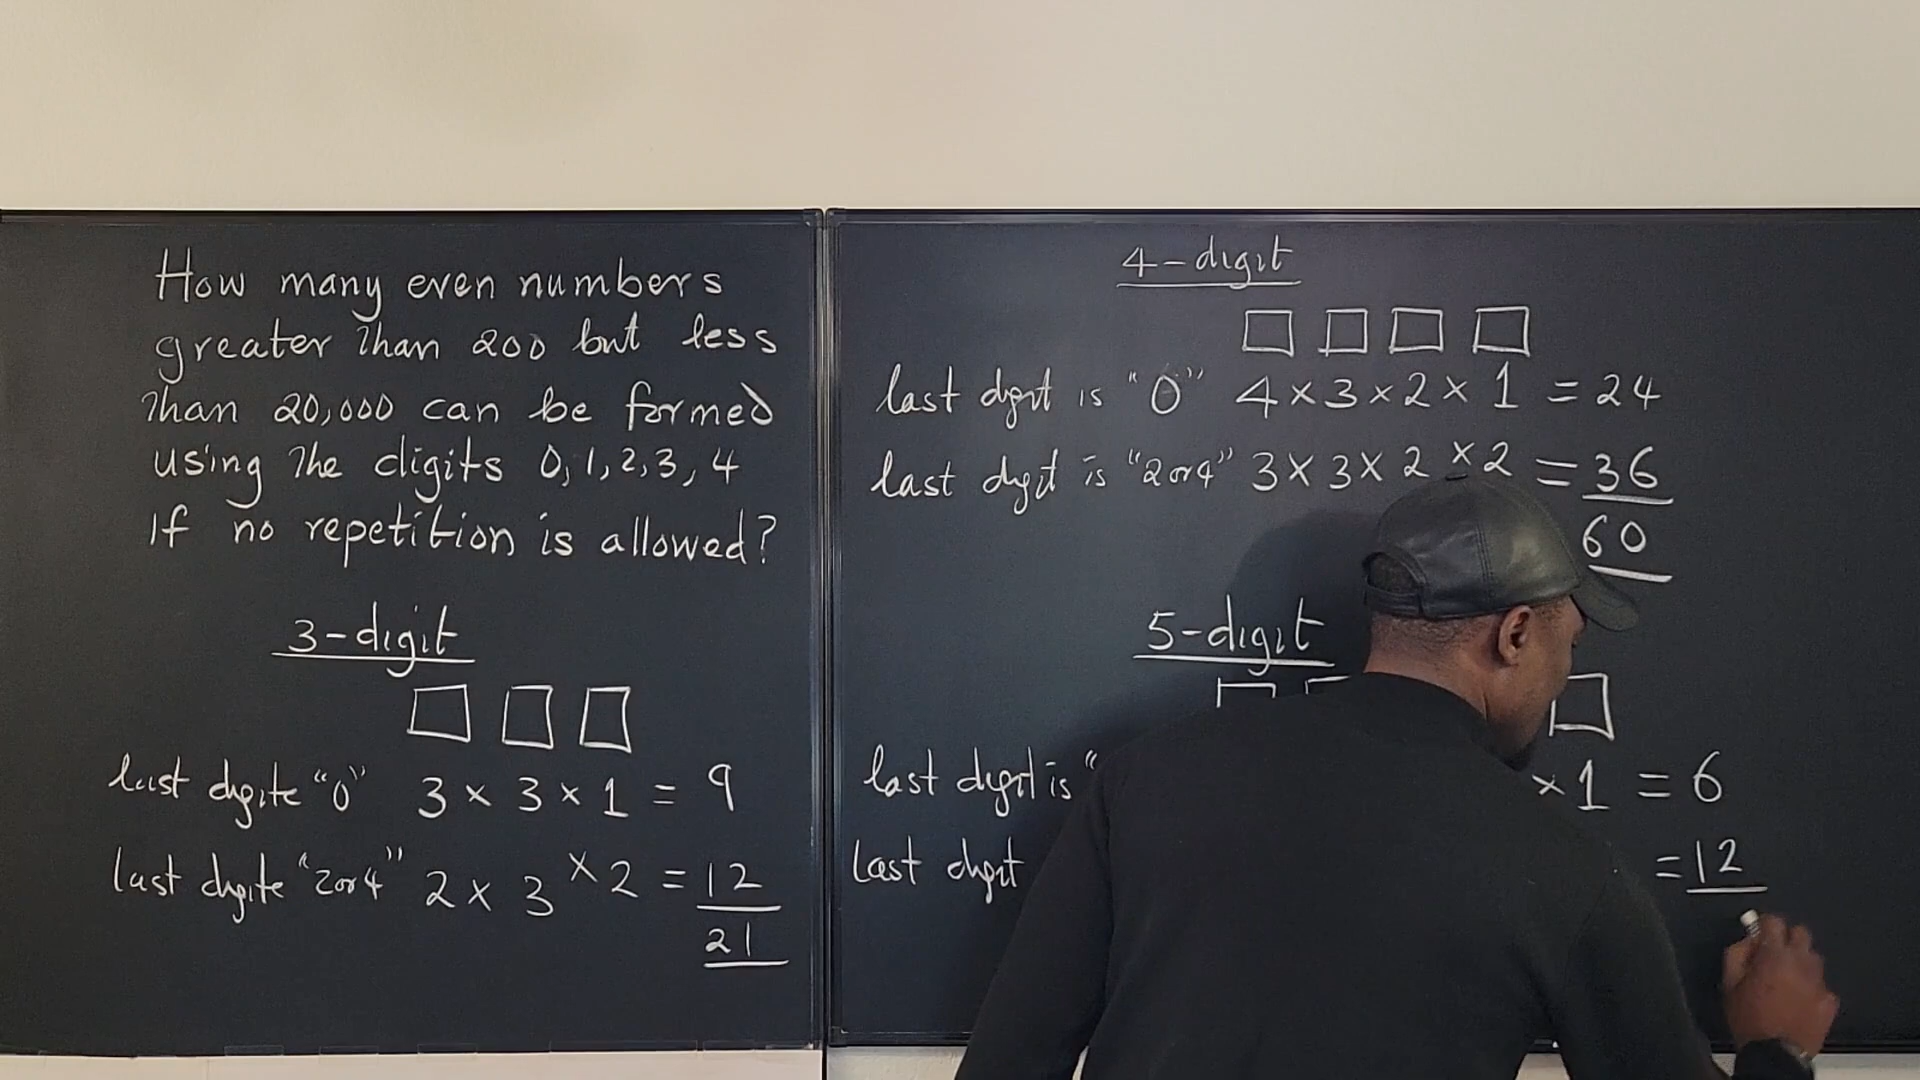 How many even numbers
greater than 200 but less
than 20,000 can be formed
using the digits 0, 1, 2, 3, 4
If no repetition is allowed?
3-digit
last digite "0" 3 × 3 × 1 = 9
last digite "2 or 4" 2 × 3 × 2 = 12
21
4-digit
last digit is "0" 4 × 3 × 2 × 1 = 24
last digit is "2 or 4" 3 × 3 × 2 × 2 = 36
60
5-digit
last digit is " × 1 = 6
last digit = 12